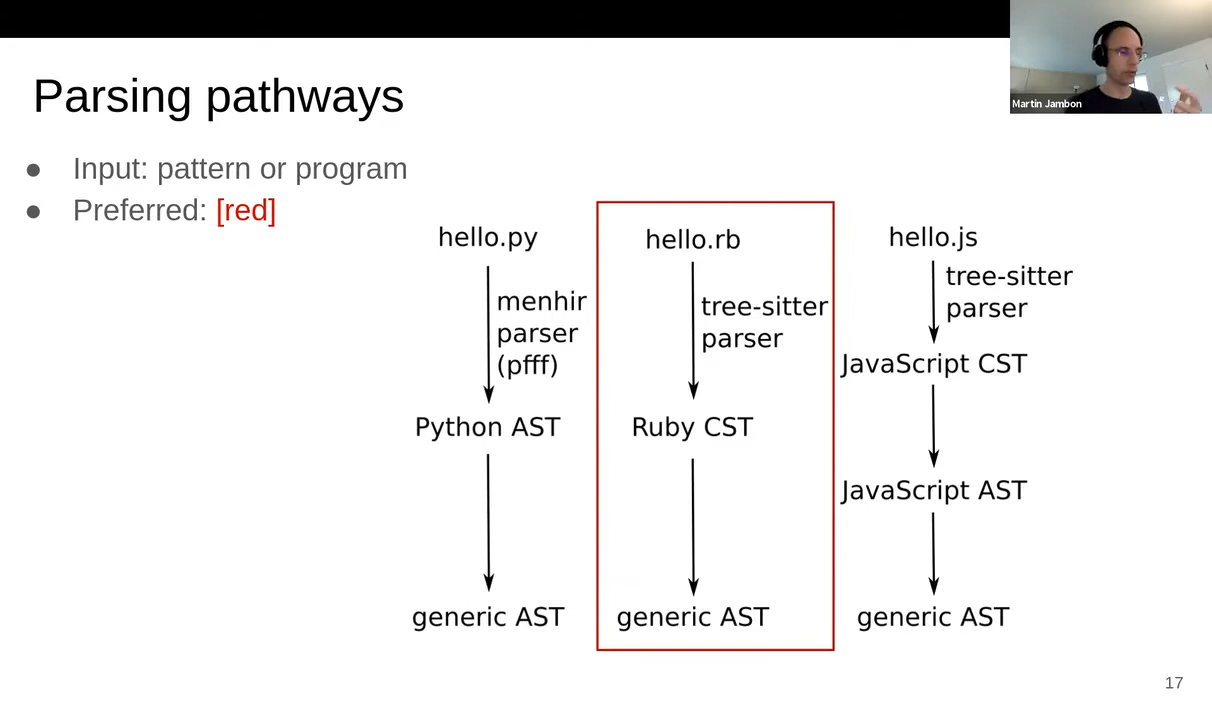 Martin Jambon
Parsing pathways
● Input: pattern or program
● Preferred: [red]
hello.py
menhir
parser
(pfff)
Python AST
generic AST
hello.rb
tree-sitter
parser
Ruby CST
generic AST
hello.js
tree-sitter
parser
JavaScript CST
JavaScript AST
generic AST
17